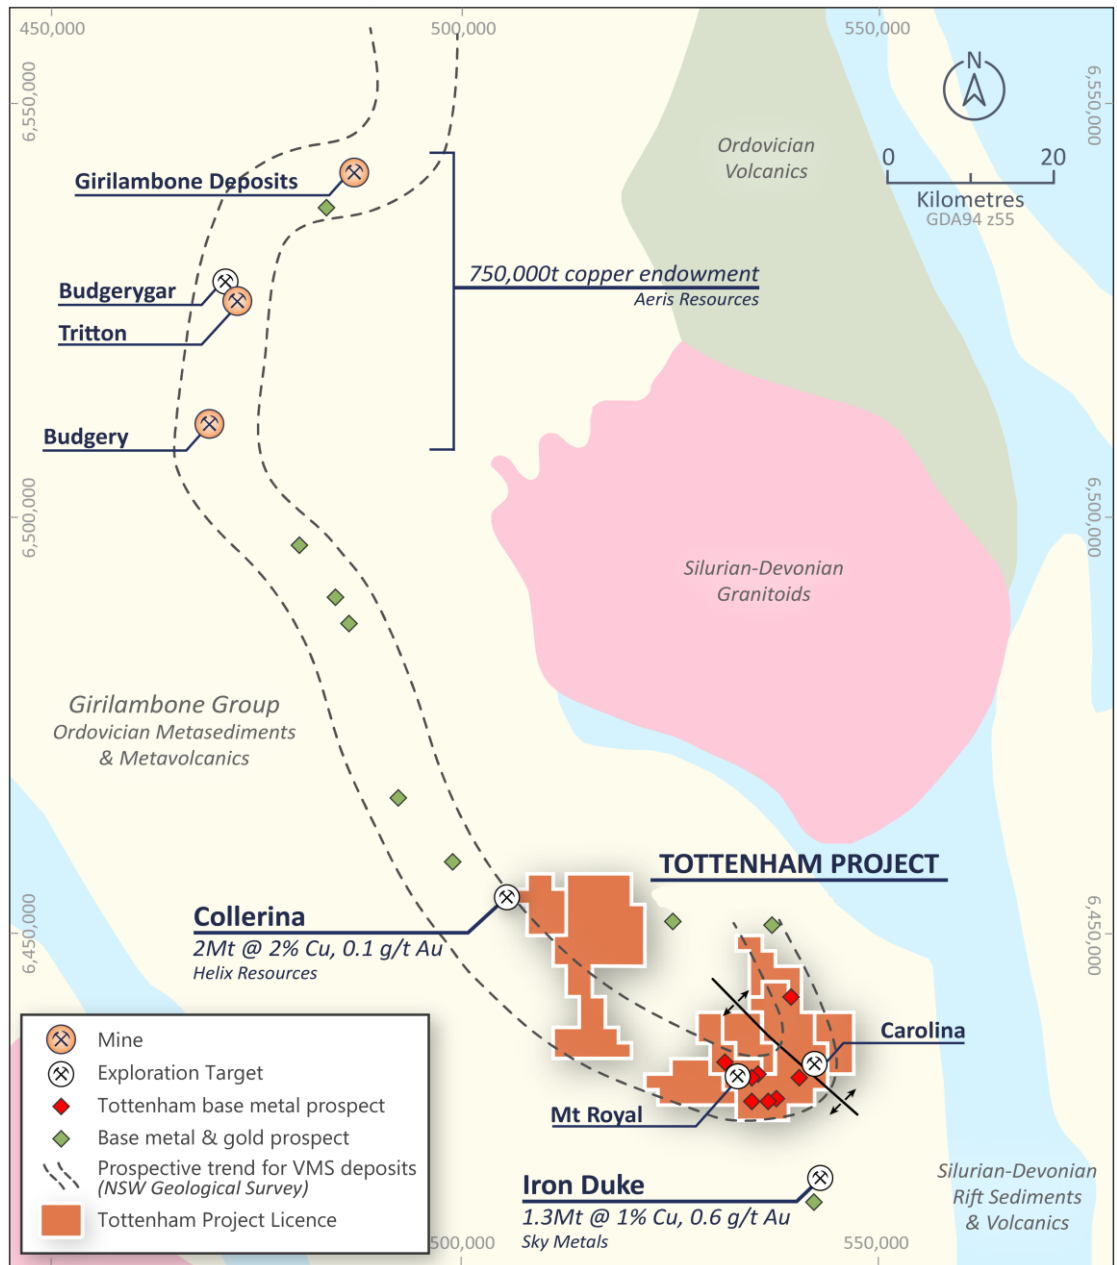 450,000
500,000
550,000
6,550,000
6,550,000
N
0
20
Kilometres
GDA94 z55
Ordovician
Volcanics
Girilambone Deposits
750,000t copper endowment
Aeris Resources
Budgerygar
Tritton
Budgery
6,500,000
6,500,000
Silurian-Devonian
Granitoids
Girilambone Group
Ordovician Metasediments
& Metavolcanics
TOTTENHAM PROJECT
Collerina
2Mt @ 2% Cu, 0.1 g/t Au
Helix Resources
6,450,000
6,450,000
Carolina
Mt Royal
Iron Duke
1.3Mt @ 1% Cu, 0.6 g/t Au
Sky Metals
Silurian-Devonian
Rift Sediments
& Volcanics
Mine
Exploration Target
Tottenham base metal prospect
Base metal & gold prospect
Prospective trend for VMS deposits
(NSW Geological Survey)
Tottenham Project Licence
500,000
550,000